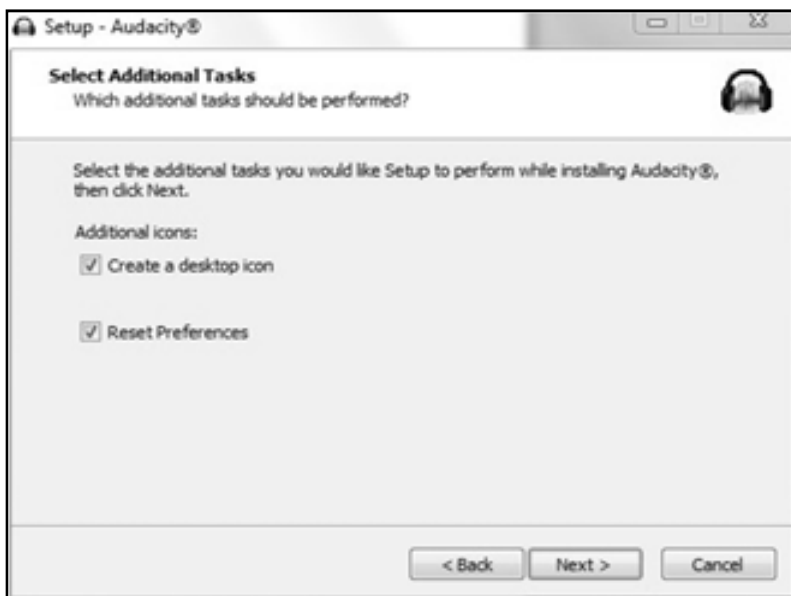 Setup - Audacity®
Select Additional Tasks
Which additional tasks should be performed?
Select the additional tasks you would like Setup to perform while installing Audacity®,
then click Next.
Additional icons:
Create a desktop icon
Reset Preferences
< Back Next > Cancel